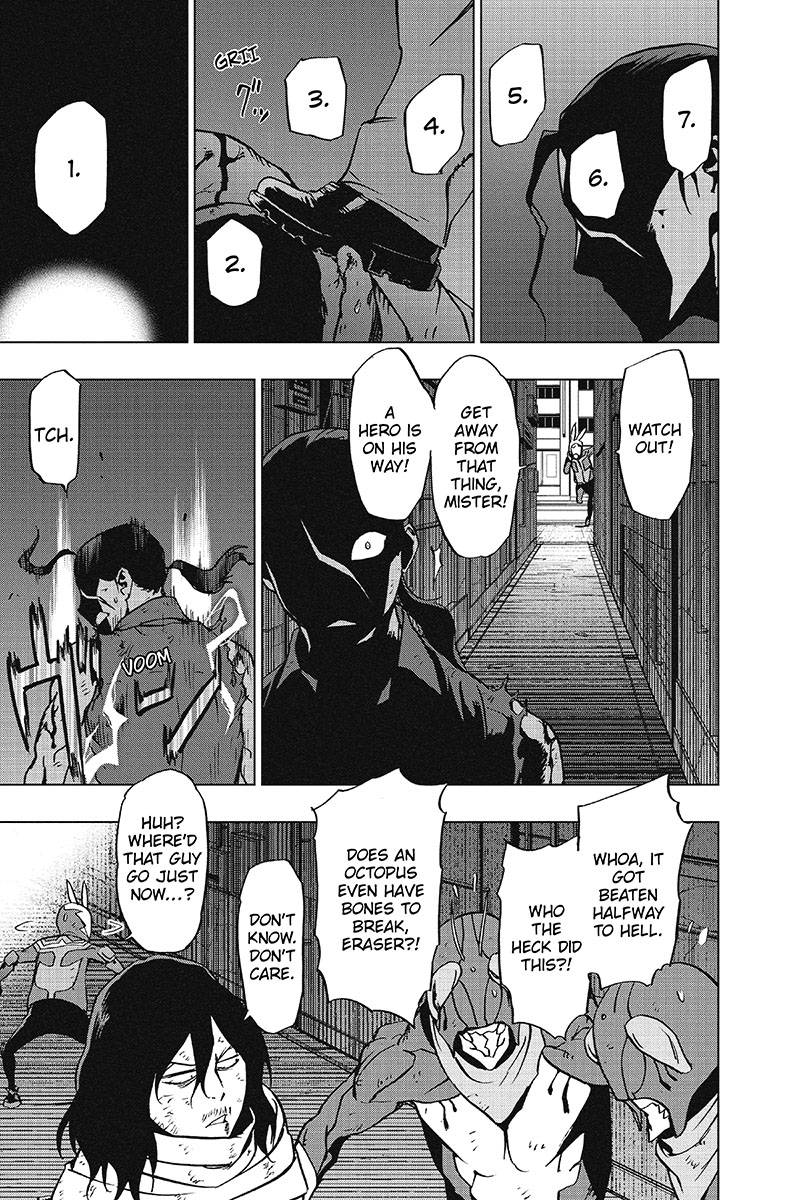 7.
6.
5.
4.
3.
2.
GRII
グッ
1.
WATCH
OUT!
GET
AWAY
FROM
THAT
THING,
MISTER!
A
HERO IS
ON HIS
WAY!
TCH.
VOOM
WHOA, IT
GOT
BEATEN
HALFWAY
TO HELL.
WHO
THE
HECK DID
THIS?!
DOES AN
OCTOPUS
EVEN HAVE
BONES TO
BREAK,
ERASER?!
DON'T
KNOW.
DON'T
CARE.
HUH?
WHERE'D
THAT GUY
GO JUST
NOW...?